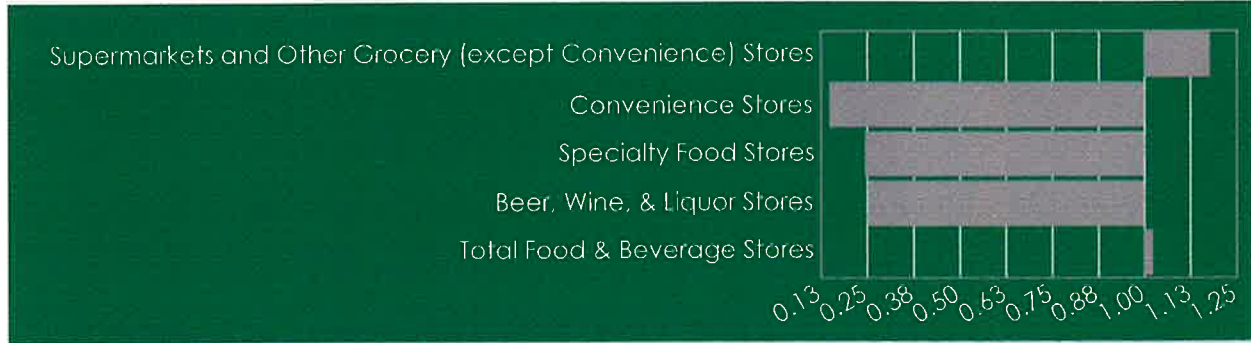 Supermarkets and Other Grocery (except Convenience) Stores
Convenience Stores
Specialty Food Stores
Beer, Wine, & Liquor Stores
Total Food & Beverage Stores
0.13 0.25 0.38 0.50 0.63 0.75 0.88 1.00 1.13 1.25